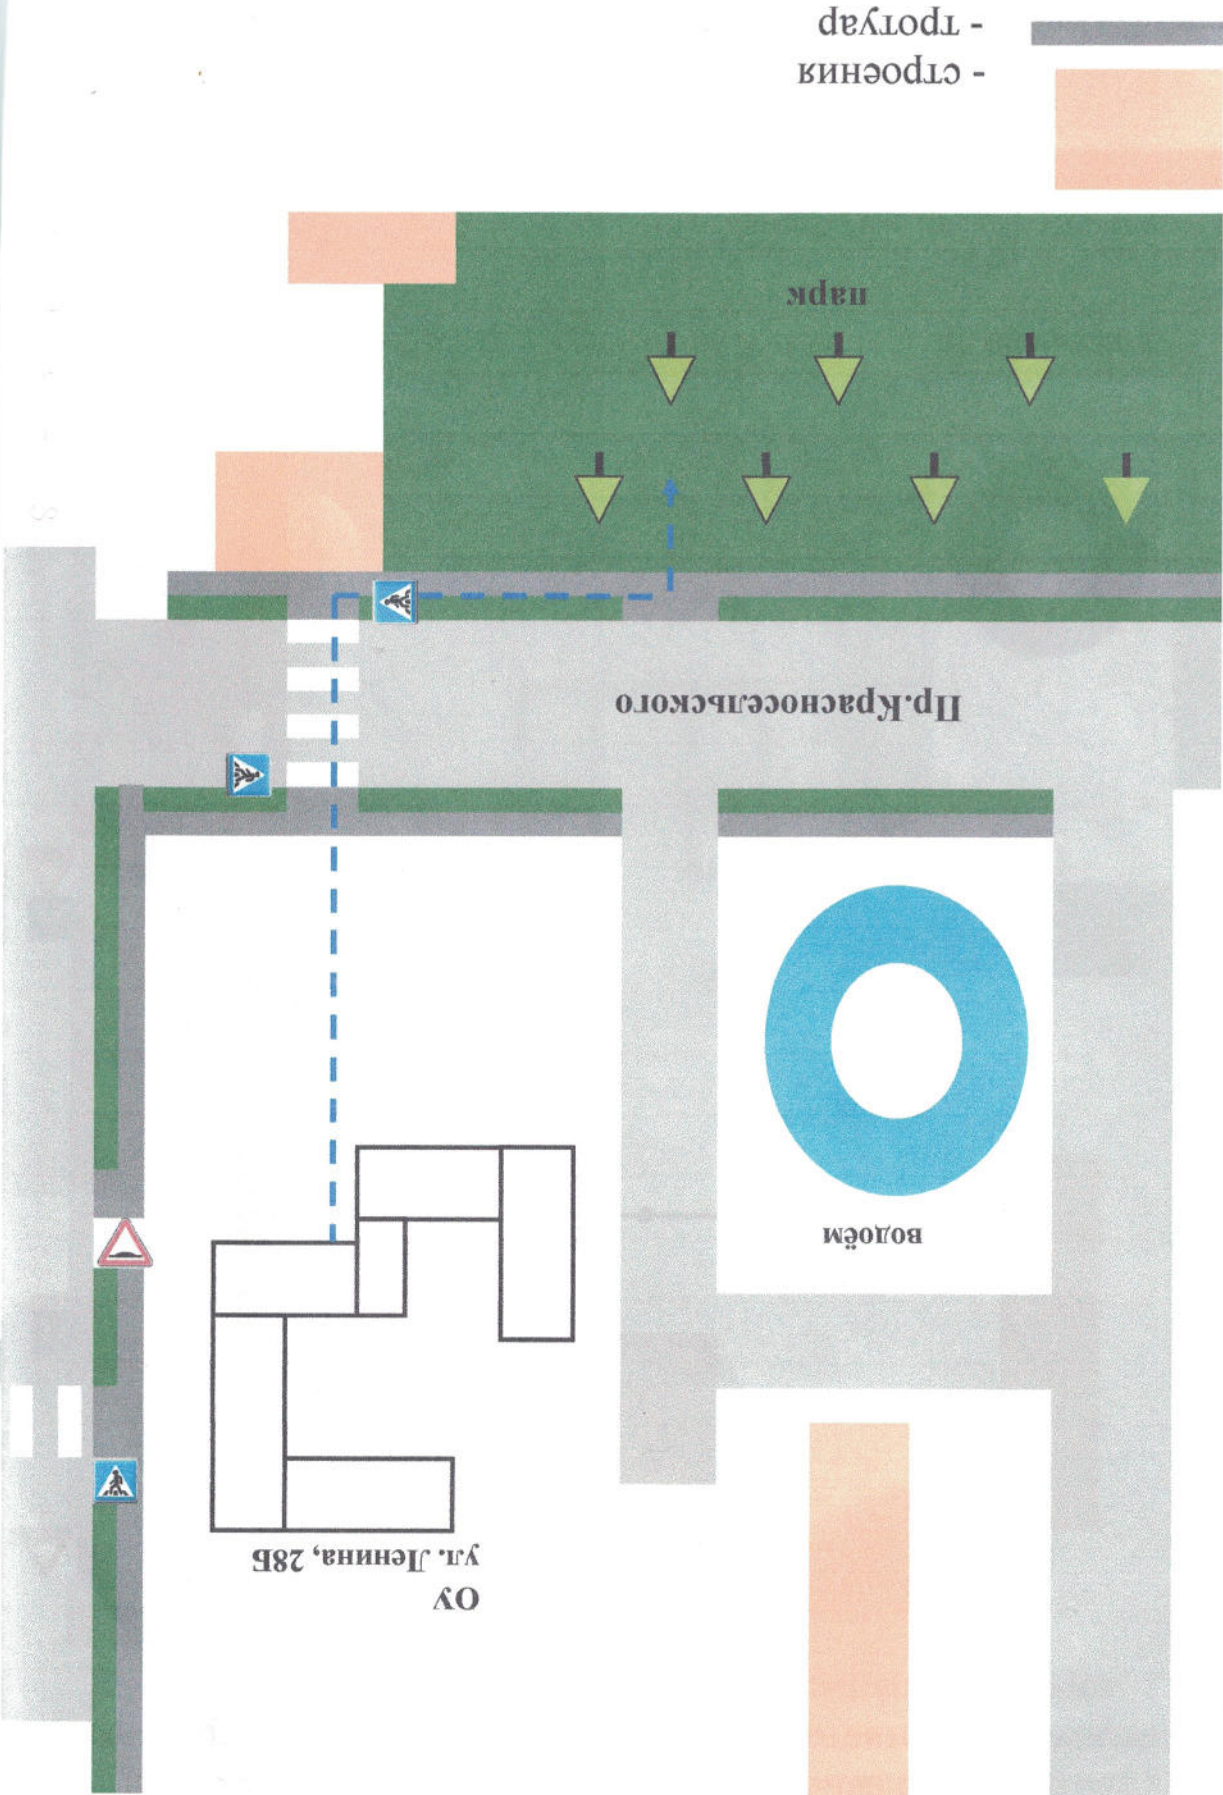 ОУ
ул. Ленина, 28Б
водоём
Пр.Красносельского
парк
- строения
- тротуар